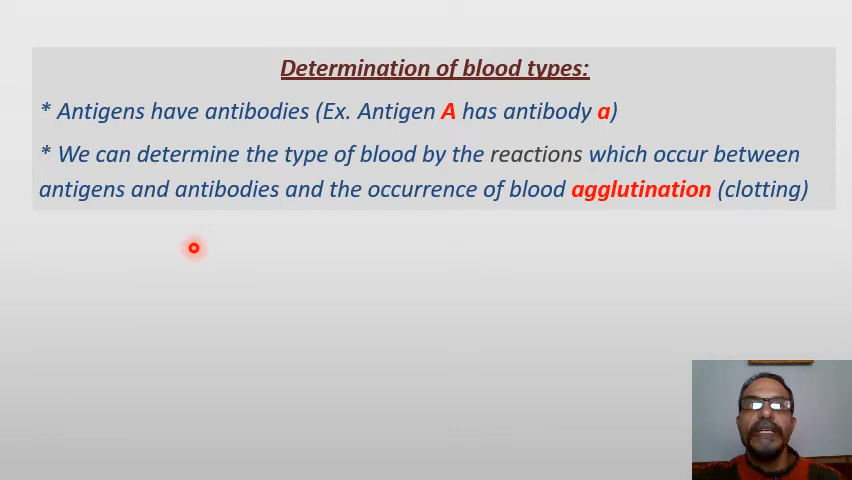 Determination of blood types:
* Antigens have antibodies (Ex. Antigen A has antibody a)
* We can determine the type of blood by the reactions which occur between
antigens and antibodies and the occurrence of blood agglutination (clotting)